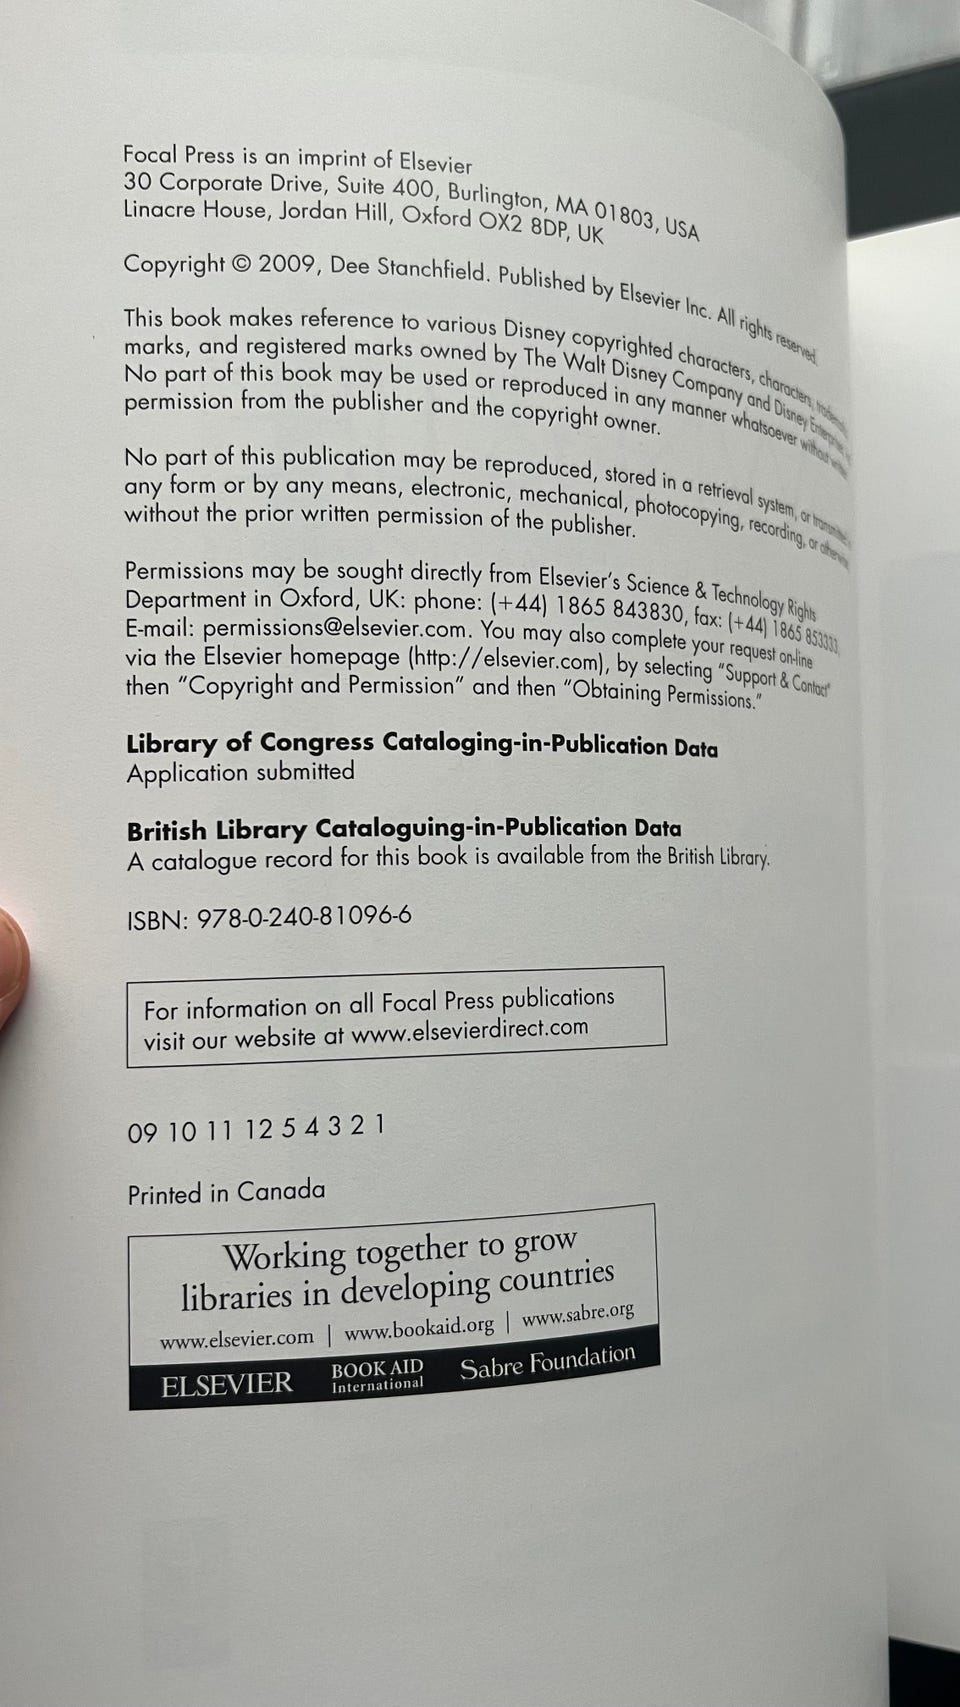 Focal Press is an imprint of Elsevier
30 Corporate Drive, Suite 400, Burlington, MA 01803, USA
Linacre House, Jordan Hill, Oxford OX2 8DP, UK
Copyright © 2009, Dee Stanchfield. Published by Elsevier Inc. All rights reserved.
This book makes reference to various Disney copyrighted characters, characters,
marks, and registered marks owned by The Walt Disney Company and Disney
No part of this book may be used or reproduced in any manner whatsoever without
permission from the publisher and the copyright owner.
No part of this publication may be reproduced, stored in a retrieval system, or transmitted
any form or by any means, electronic, mechanical, photocopying, recording, or otherwise
without the prior written permission of the publisher.
Permissions may be sought directly from Elsevier's Science & Technology Rights
Department in Oxford, UK: phone: (+44) 1865 843830, fax: (+44) 1865 853333,
E-mail: permissions@elsevier.com. You may also complete your request on-line
via the Elsevier homepage (http://elsevier.com), by selecting "Support & Contact"
then "Copyright and Permission" and then "Obtaining Permissions."
Library of Congress Cataloging-in-Publication Data
Application submitted
British Library Cataloguing-in-Publication Data
A catalogue record for this book is available from the British Library.
ISBN: 978-0-240-81096-6
For information on all Focal Press publications
visit our website at www.elsevierdirect.com
09 10 11 12 5 4 3 2 1
Printed in Canada
Working together to grow
libraries in developing countries
www.elsevier.com | www.bookaid.org | www.sabre.org
ELSEVIER BOOK AID International Sabre Foundation